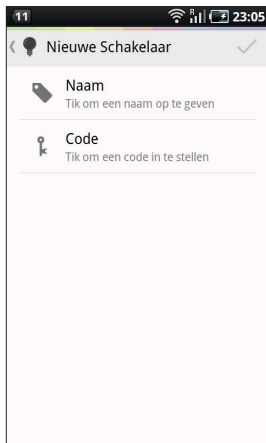 11 R 23:05
Nieuwe Schakelaar
Naam
Tik om een naam op te geven
Code
Tik om een code in te stellen